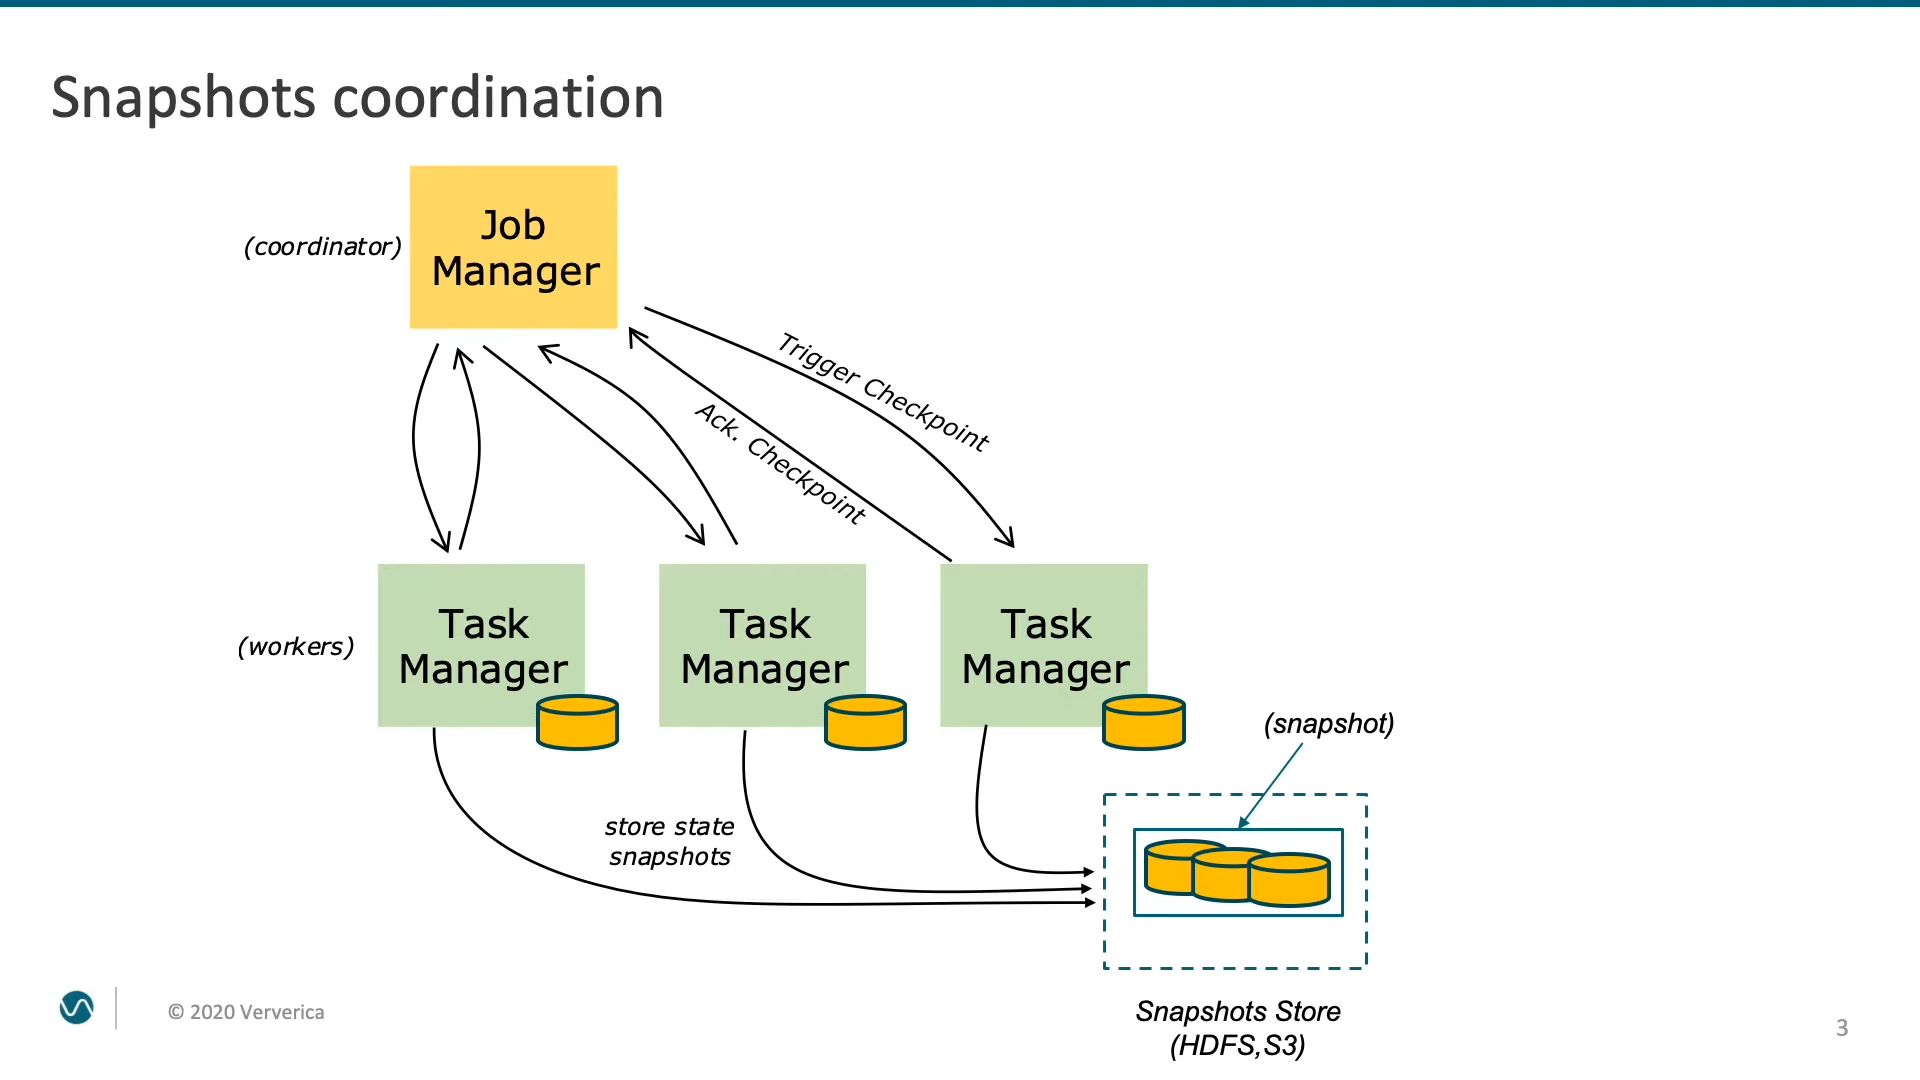 Snapshots coordination
Job
Manager
(coordinator)
Trigger Checkpoint
Ack. Checkpoint
(workers)
Task
Manager
Task
Manager
Task
Manager
(snapshot)
store state
snapshots
Snapshots Store
(HDFS,S3)
© 2020 Ververica
3